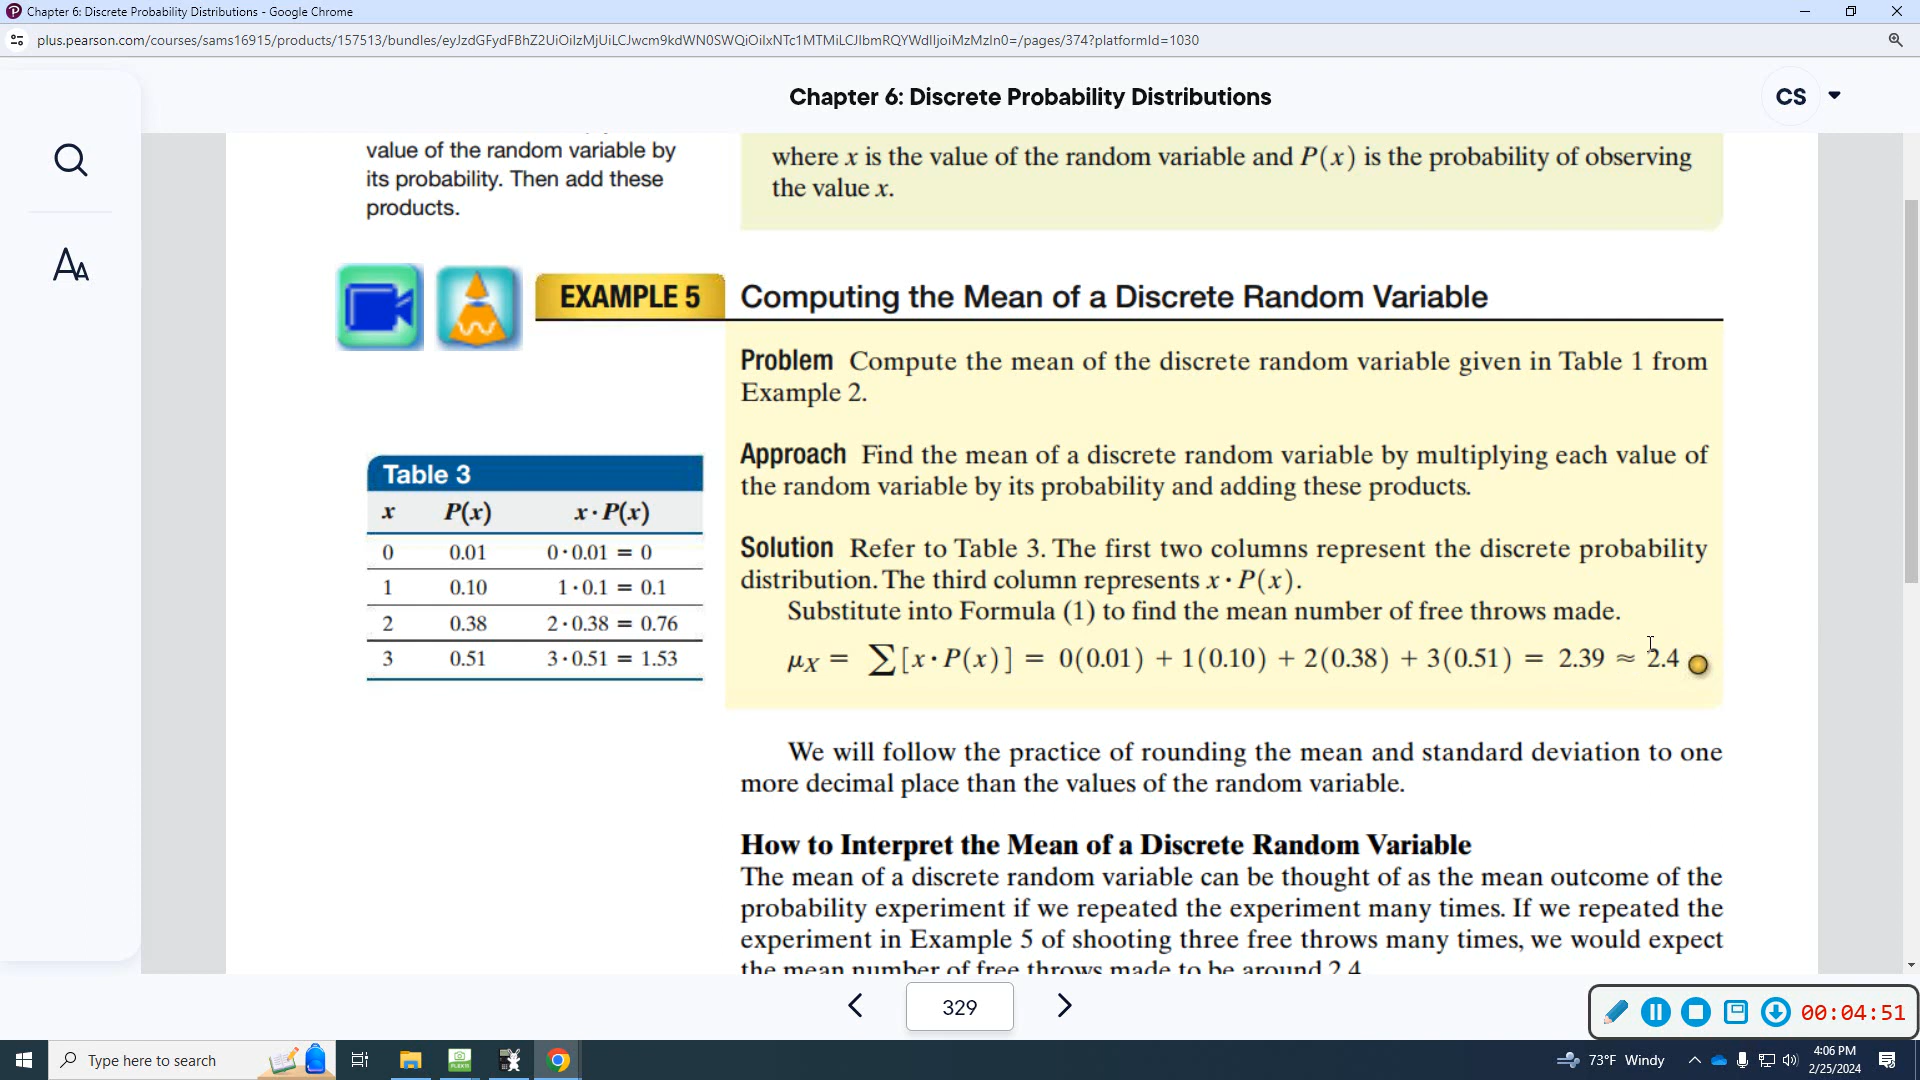 Chapter 6: Discrete Probability Distributions - Google Chrome
plus.pearson.com/courses/sams16915/products/157513/bundles/eyJzdGFydFBhZ2UiOiIzMjUiLCJwcm9kdWN0SWQiOiIxNTc1MTMiLCJIbmRQYWdlIjoiMzMzIn0=/pages/374?platformId=1030
Chapter 6: Discrete Probability Distributions
CS
value of the random variable by
its probability. Then add these
products.
where x is the value of the random variable and P(x) is the probability of observing
the value x.
EXAMPLE 5 Computing the Mean of a Discrete Random Variable
Problem Compute the mean of the discrete random variable given in Table 1 from
Example 2.
Approach Find the mean of a discrete random variable by multiplying each value of
the random variable by its probability and adding these products.
Table 3
x P(x) x · P(x)
0 0.01 0 · 0.01 = 0
1 0.10 1 · 0.1 = 0.1
2 0.38 2 · 0.38 = 0.76
3 0.51 3 · 0.51 = 1.53
Solution Refer to Table 3. The first two columns represent the discrete probability
distribution. The third column represents x · P(x).
Substitute into Formula (1) to find the mean number of free throws made.
μX = ∑[x · P(x)] = 0(0.01) + 1(0.10) + 2(0.38) + 3(0.51) = 2.39 ≈ 2.4
We will follow the practice of rounding the mean and standard deviation to one
more decimal place than the values of the random variable.
How to Interpret the Mean of a Discrete Random Variable
The mean of a discrete random variable can be thought of as the mean outcome of the
probability experiment if we repeated the experiment many times. If we repeated the
experiment in Example 5 of shooting three free throws many times, we would expect
the mean number of free throws made to be around 2.4.
329
00:04:51
Type here to search
73°F Windy
4:06 PM
2/25/2024